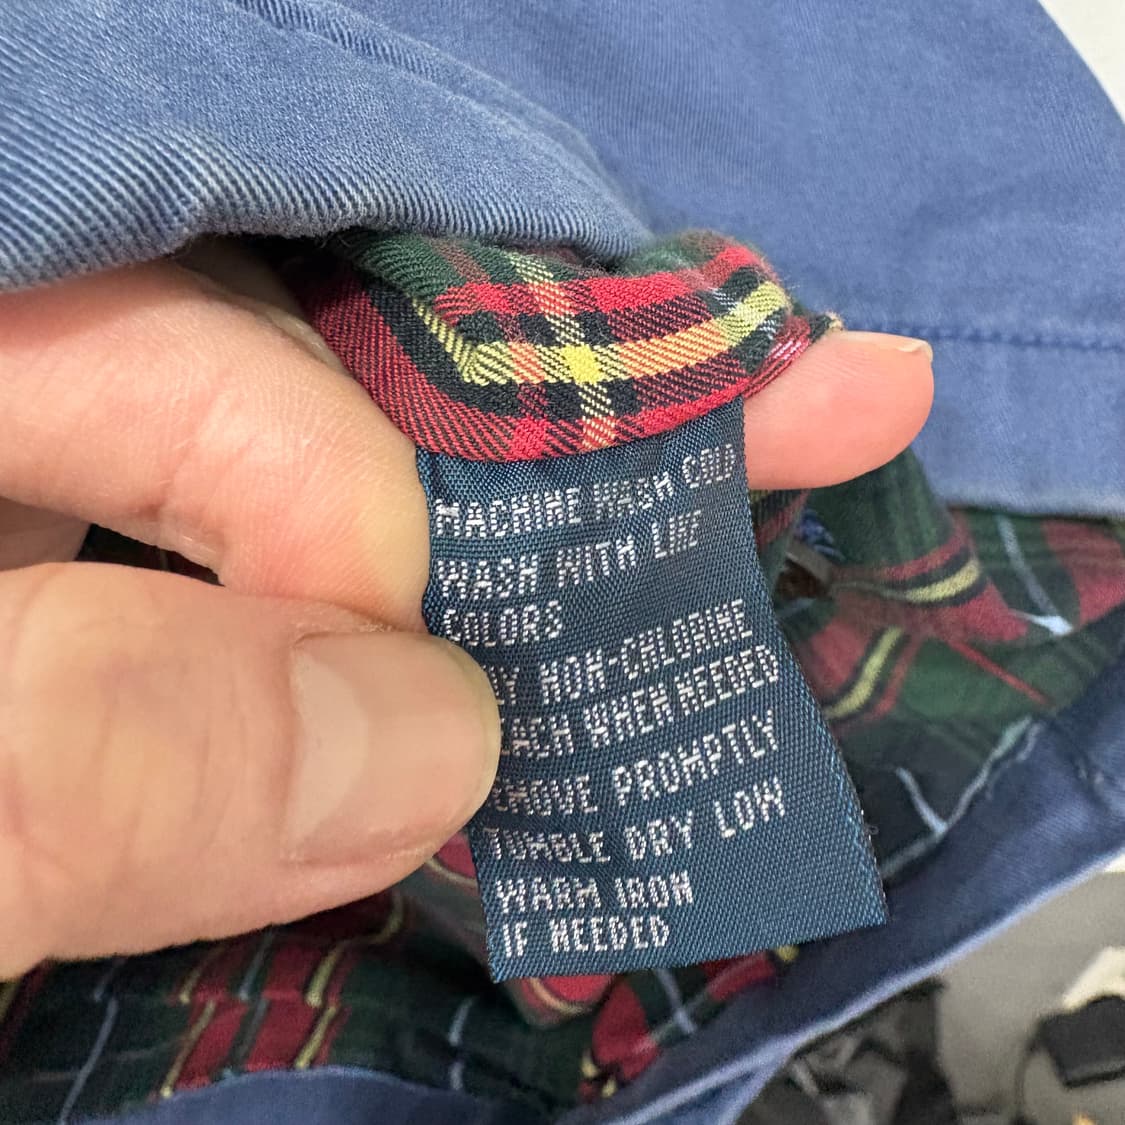 MACHINE WASH COLD
WASH WITH LIKE
COLORS
NON-CHLORINE
WHEN NEEDED
PROMPTLY
TUMBLE DRY LOW
WARM IRON
IF NEEDED